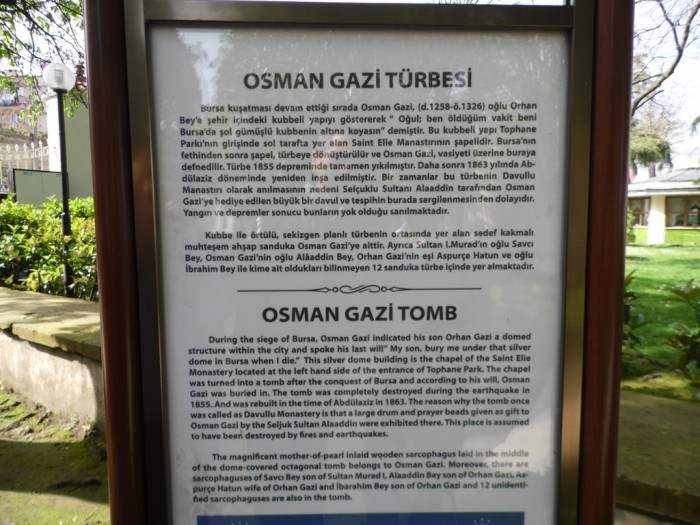 OSMAN GAZİ TÜRBESİ
Bursa kuşatması devam ettiği sırada Osman Gazi, (d.1258-ö.1326) oğlu Orhan
Bey'e şehir içindeki kubbeli yapıyı göstererek " Oğul; ben öldüğüm vakit beni
Bursa'da şol gümüşlü kubbenin altına koyasın" demiştir. Bu kubbeli yapı Tophane
Parkı'nın girişinde sol tarafta yer alan Saint Elie Manastırının şapelidir. Bursa'nın
fethinden sonra şapel, türbeye dönüştürülür ve Osman Gazi, vasiyeti üzerine buraya
defnedilir. Türbe 1855 depreminde tamamen yıkılmıştır. Daha sonra 1863 yılında Ab-
dülaziz döneminde yeniden inşa edilmiştir. Bir zamanlar bu türbenin Davullu
Manastırı olarak anılmasının nedeni Selçuklu Sultanı Alaaddin tarafından Osman
Gazi'ye hediye edilen büyük bir davul ve tespihin burada sergilenmesinden dolayıdır.
Yangın ve depremler sonucu bunların yok olduğu sanılmaktadır.
Kubbe ile örtülü, sekizgen planlı türbenin ortasında yer alan sedef kakmalı
muhteşem ahşap sanduka Osman Gazi'ye aittir. Ayrıca Sultan I.Murad'ın oğlu Savcı
Bey, Osman Gazi'nin oğlu Alâaddin Bey, Orhan Gazi'nin eşi Aspurçe Hatun ve oğlu
İbrahim Bey ile kime ait oldukları bilinmeyen 12 sanduka türbe içinde yer almaktadır.
OSMAN GAZI TOMB
During the siege of Bursa, Osman Gazi indicated his son Orhan Gazi a domed
structure within the city and spoke his last will" My son, bury me under that silver
dome in Bursa when I die." This silver dome building is the chapel of the Saint Elie
Monastery located at the left hand side of the entrance of Tophane Park. The chapel
was turned into a tomb after the conquest of Bursa and according to his will, Osman
Gazi was buried in. The tomb was completely destroyed during the earthquake in
1855. And was rebuilt in the time of Abdülaziz in 1863. The reason why the tomb once
was called as Davullu Monastery is that a large drum and prayer beads given as gift to
Osman Gazi by the Seljuk Sultan Alaaddin were exhibited there. This place is assumed
to have been destroyed by fires and earthquakes.
The magnificent mother-of-pearl inlaid wooden sarcophagus laid in the middle
of the dome-covered octagonal tomb belongs to Osman Gazi. Moreover, there are
sarcophaguses of Savcı Bey son of Sultan Murad I, Alaaddin Bey son of Orhan Gazi, As-
purçe Hatun wife of Orhan Gazi and İbrahim Bey son of Orhan Gazi and 12 unidenti-
fied sarcophaguses are also in the tomb.